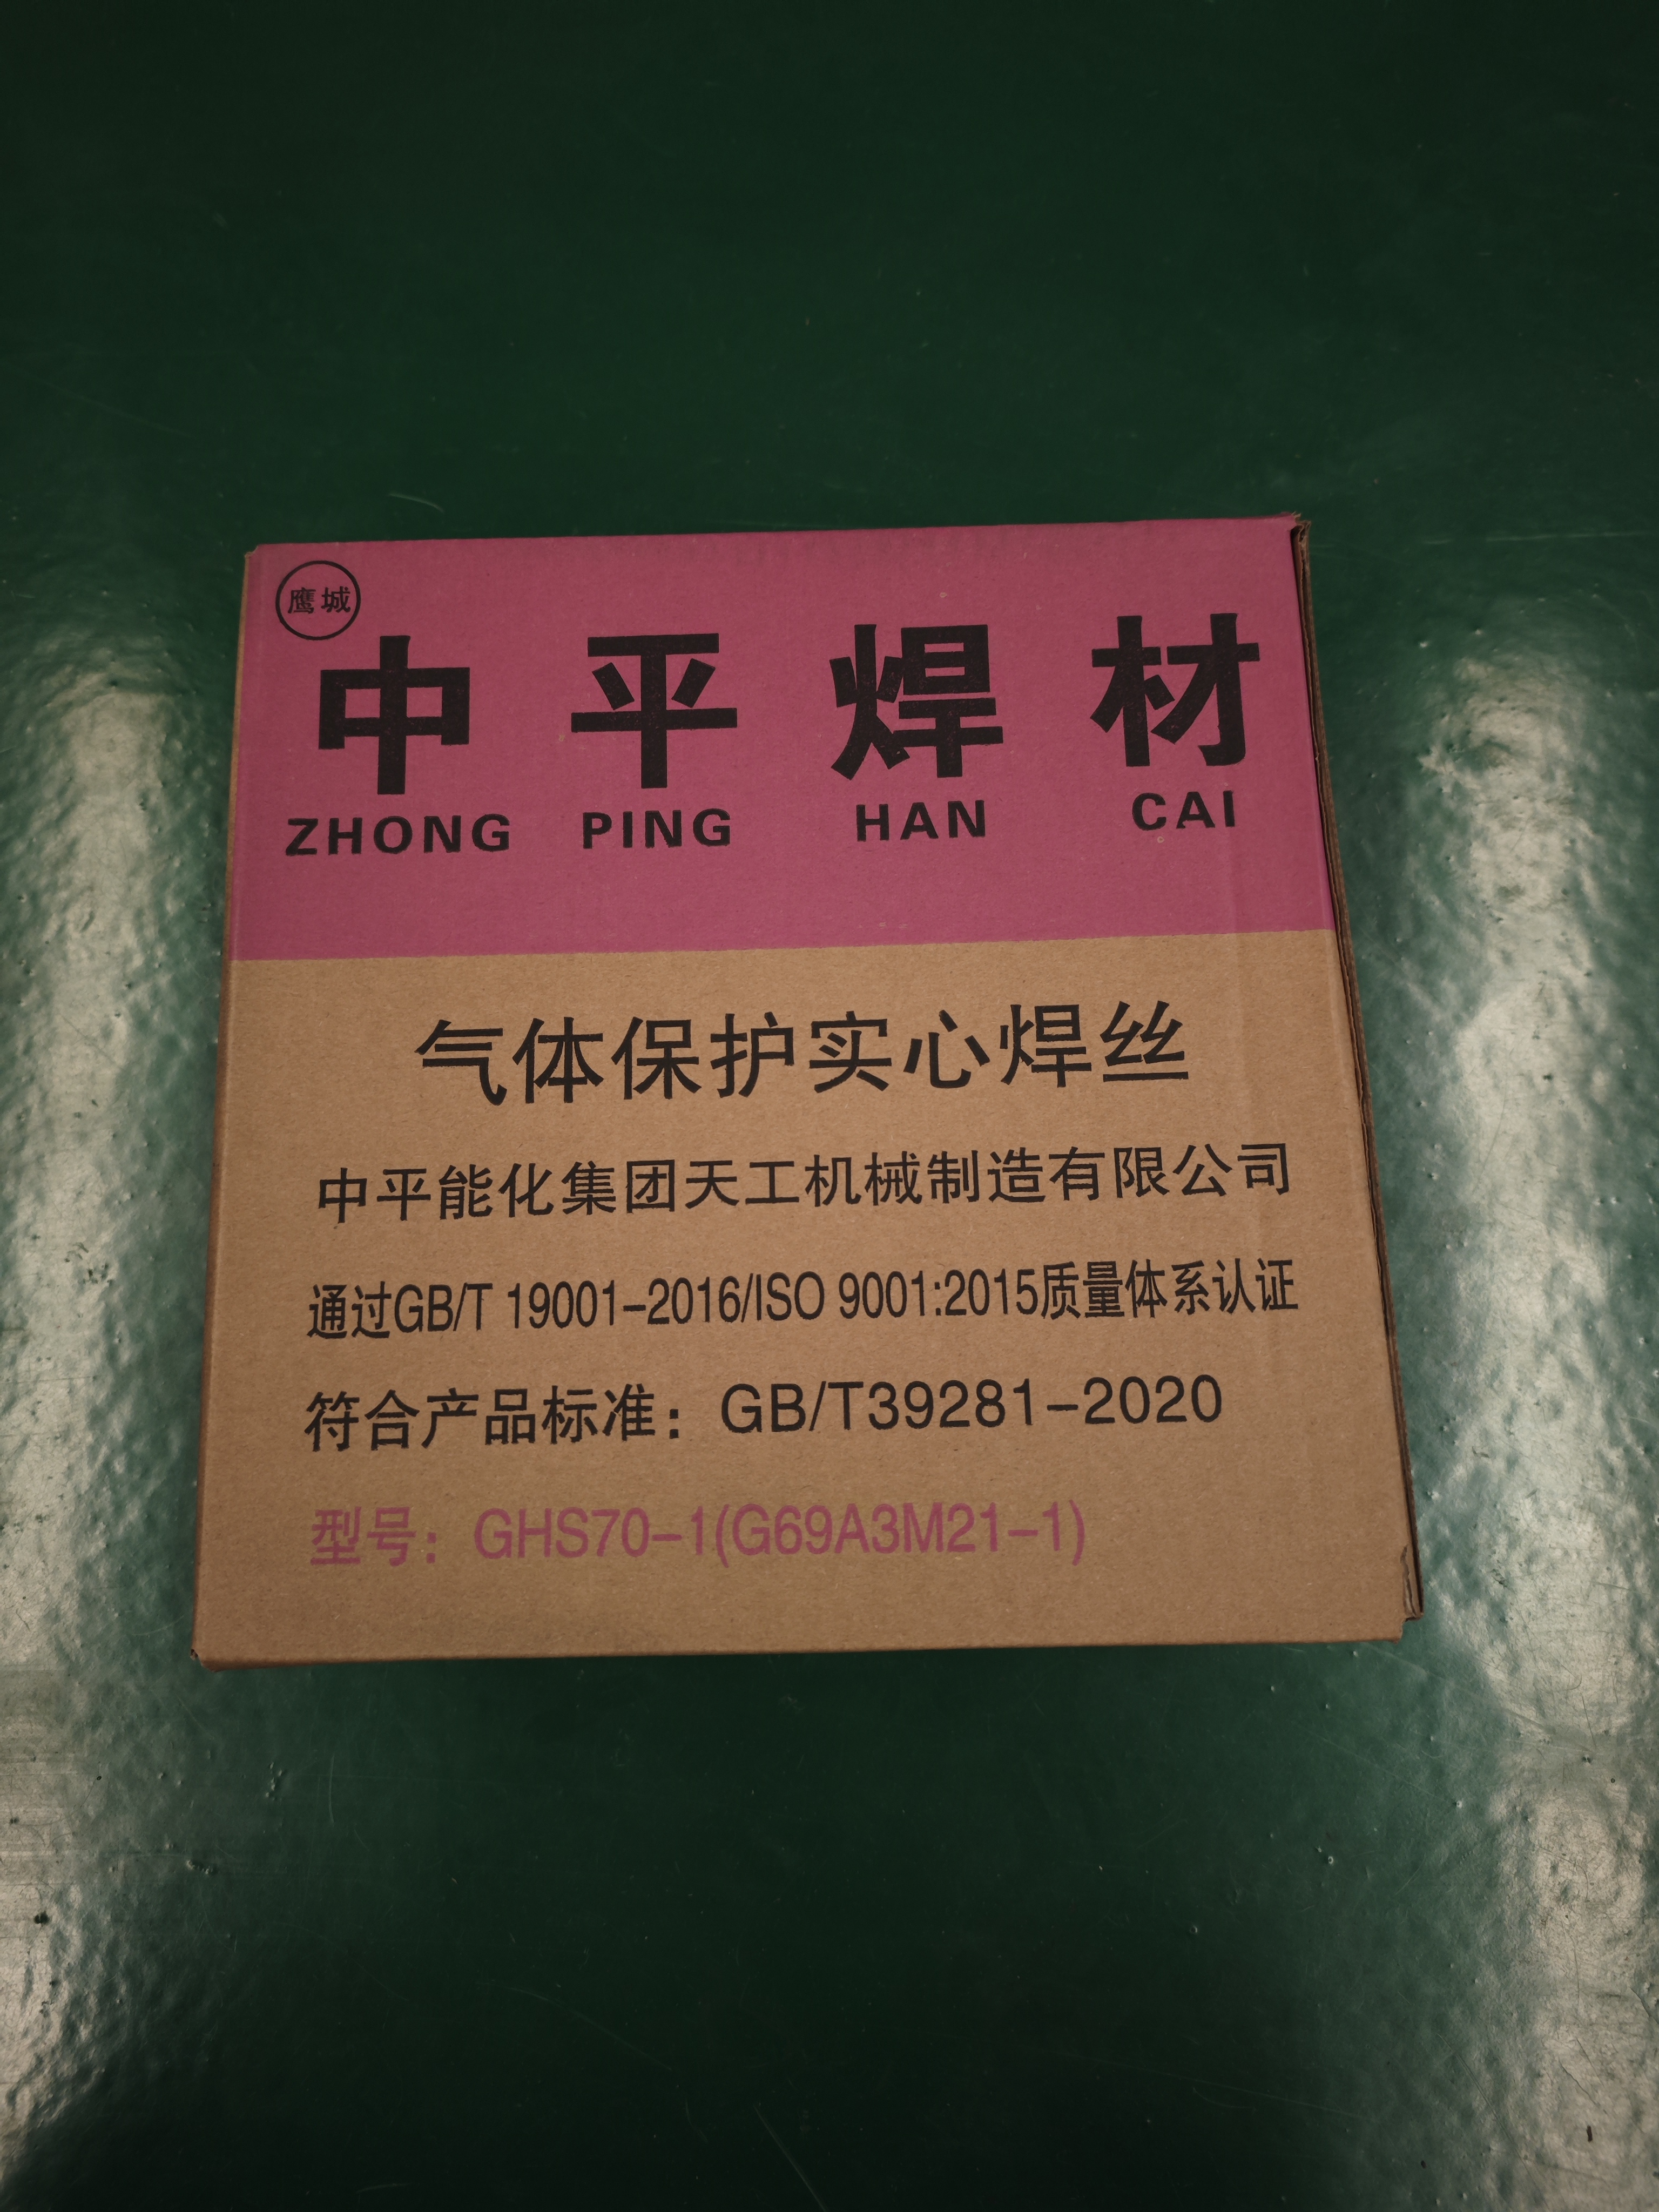 鹰城
中平焊材
ZHONG PING HAN CAI
气体保护实心焊丝
中平能化集团天工机械制造有限公司
通过GB/T 19001-2016/ISO 9001:2015质量体系认证
符合产品标准：GB/T39281-2020
型号：GHS70-1(G69A3M21-1)